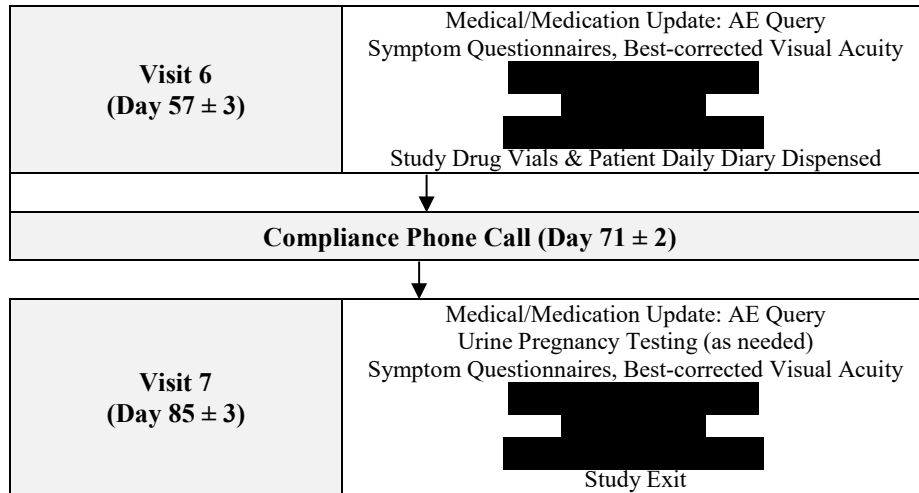 Visit 6
(Day 57 ± 3)
Medical/Medication Update: AE Query
Symptom Questionnaires, Best-corrected Visual Acuity
Study Drug Vials & Patient Daily Diary Dispensed
Compliance Phone Call (Day 71 ± 2)
Visit 7
(Day 85 ± 3)
Medical/Medication Update: AE Query
Urine Pregnancy Testing (as needed)
Symptom Questionnaires, Best-corrected Visual Acuity
Study Exit